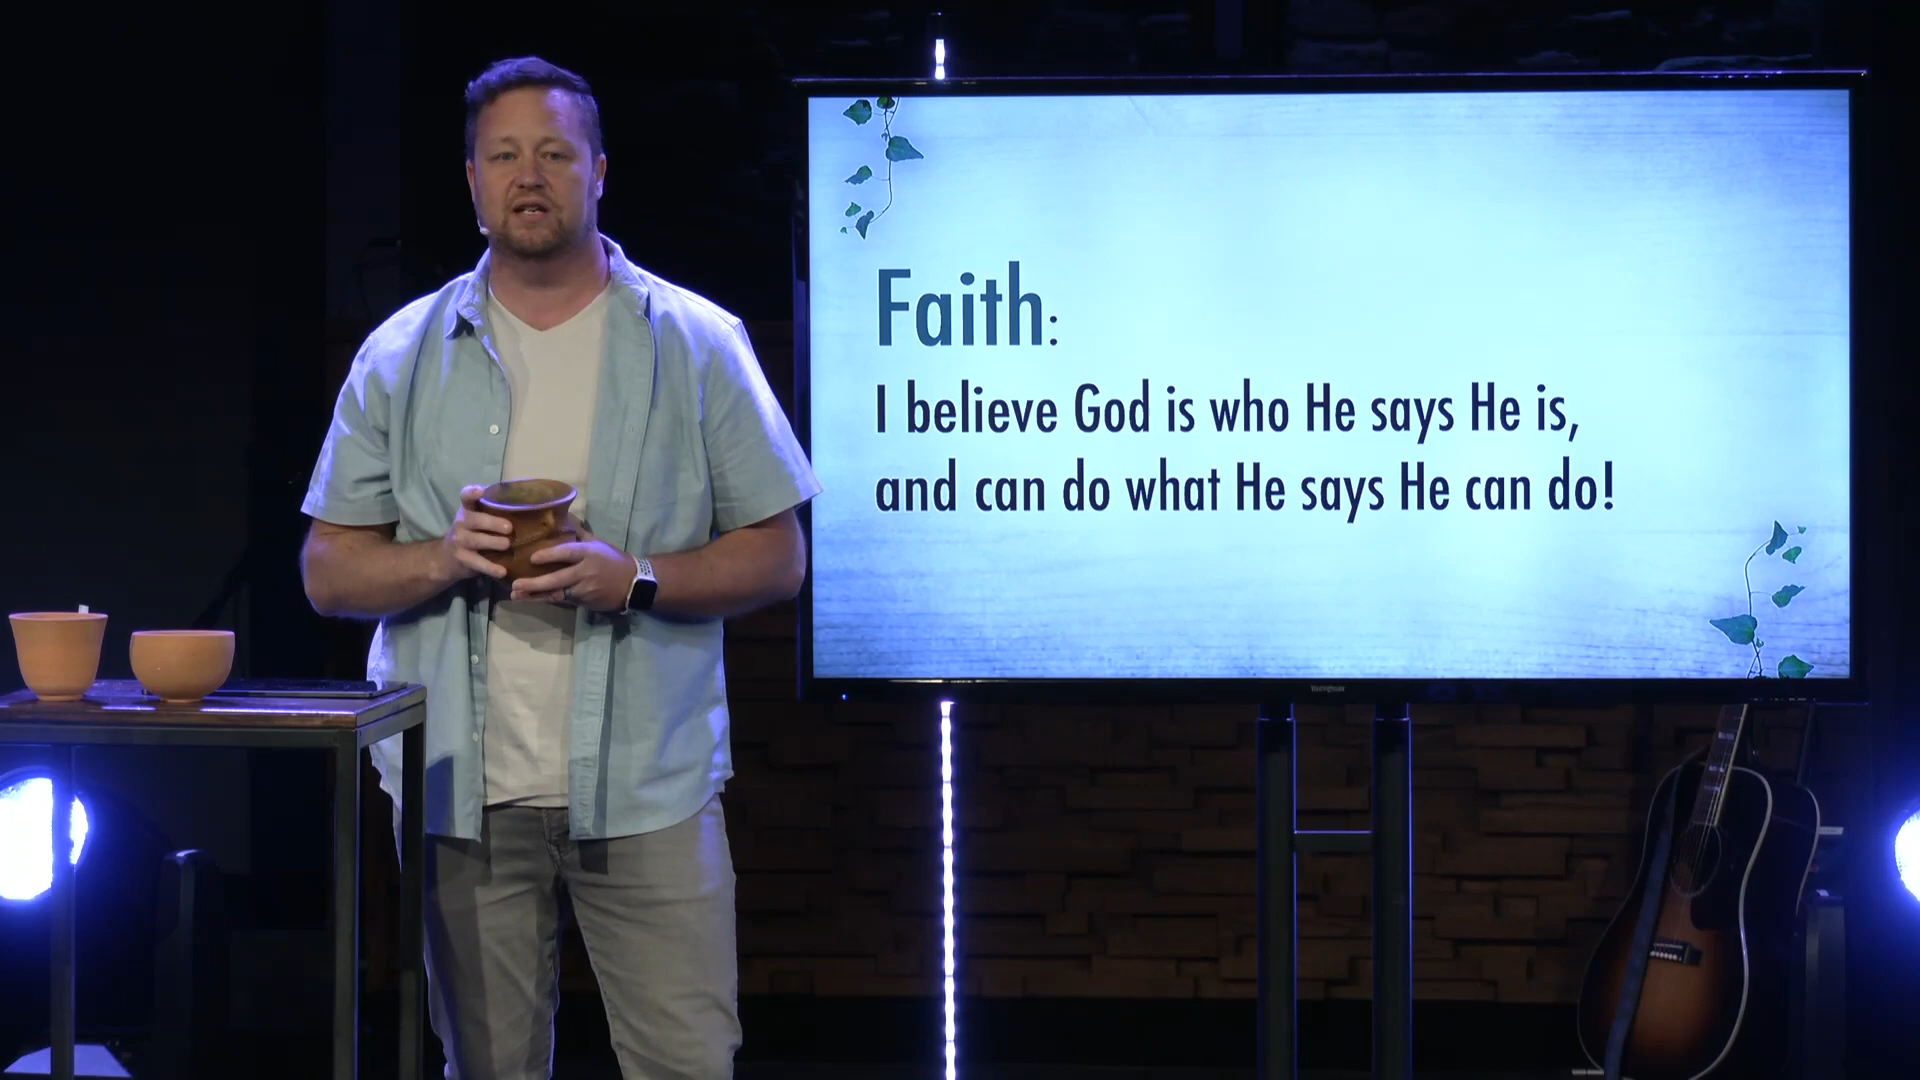 Faith:
I believe God is who He says He is,
and can do what He says He can do!